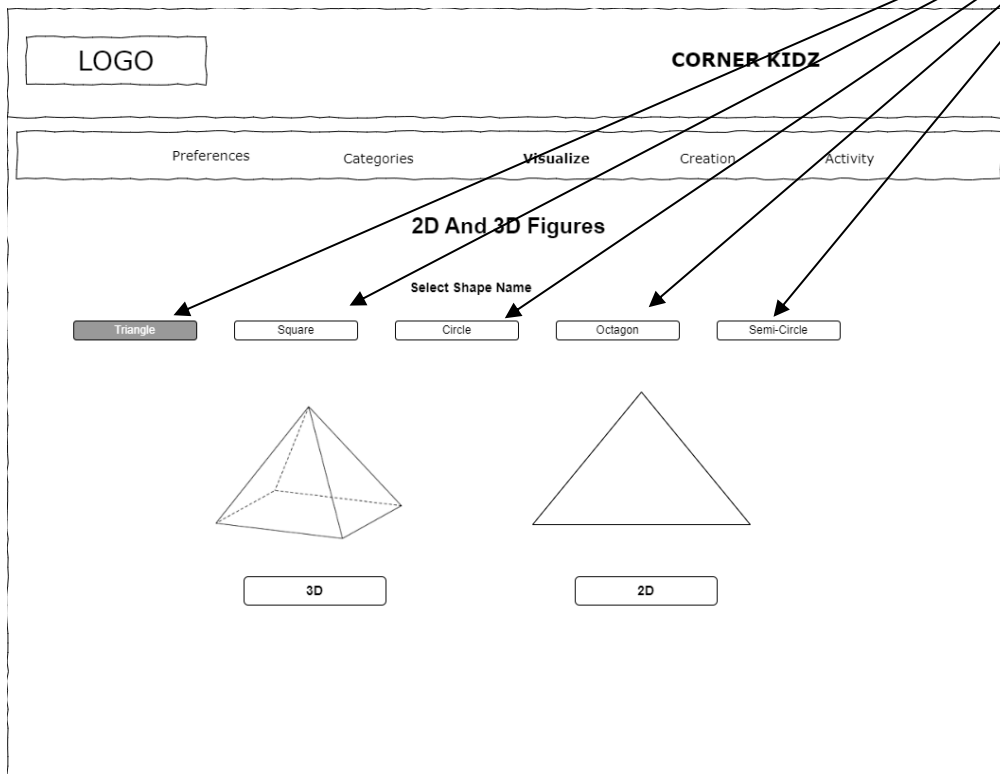 LOGO
CORNER KIDZ
Preferences Categories Visualize Creation Activity
2D And 3D Figures
Select Shape Name
Triangle Square Circle Octagon Semi-Circle
3D 2D